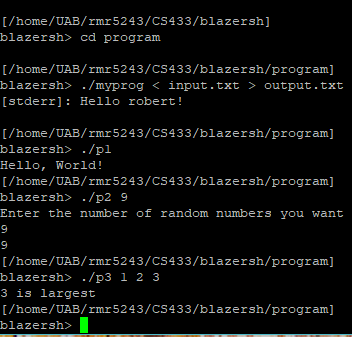 [/home/UAB/rmr5243/CS433/blazersh]
blazersh> cd program
[/home/UAB/rmr5243/CS433/blazersh/program]
blazersh> ./myprog < input.txt > output.txt
[stderr]: Hello robert!
[/home/UAB/rmr5243/CS433/blazersh/program]
blazersh> ./p1
Hello, World!
[/home/UAB/rmr5243/CS433/blazersh/program]
blazersh> ./p2 9
Enter the number of random numbers you want
9
9
[/home/UAB/rmr5243/CS433/blazersh/program]
blazersh> ./p3 1 2 3
3 is largest
[/home/UAB/rmr5243/CS433/blazersh/program]
blazersh>